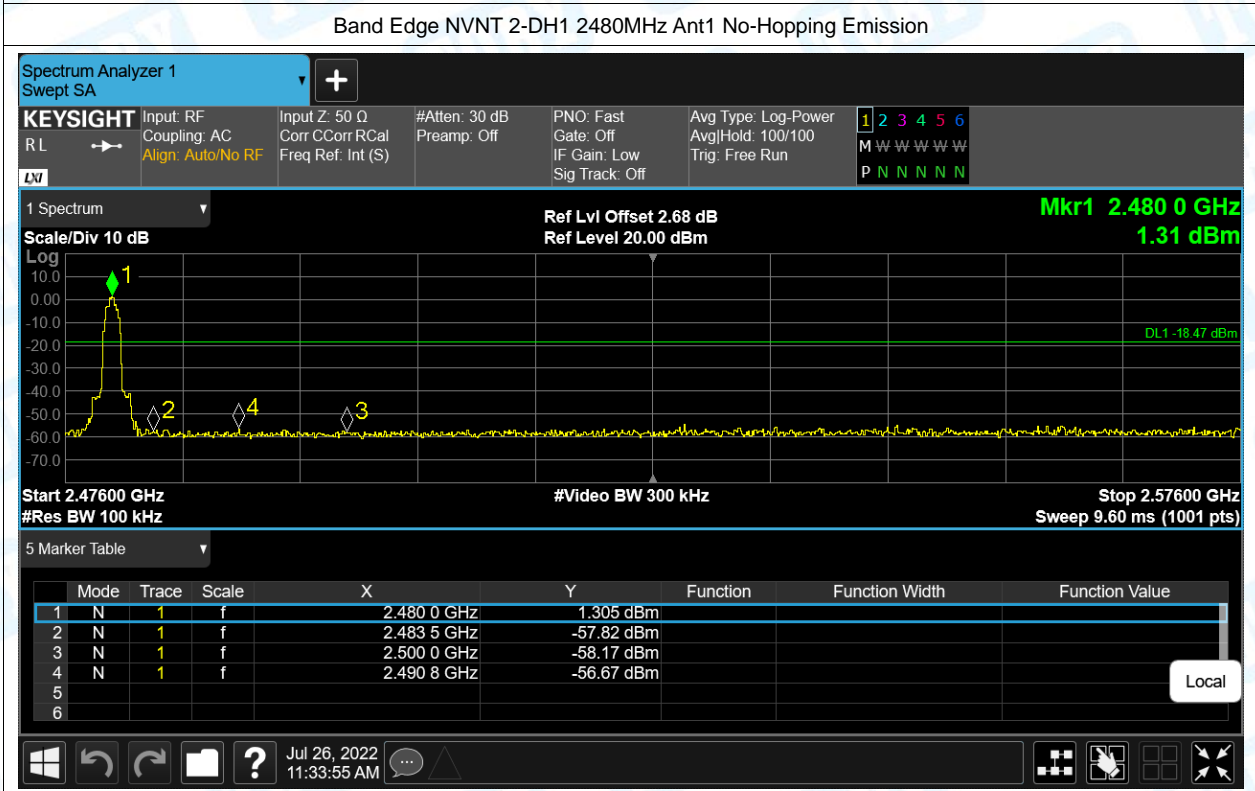 Band Edge NVNT 2-DH1 2480MHz Ant1 No-Hopping Emission
Spectrum Analyzer 1
Swept SA
KEYSIGHT
R L
LXI
Input: RF
Coupling: AC
Align: Auto/No RF
Input Z: 50 Ω
Corr CCorr RCal
Freq Ref: Int (S)
#Atten: 30 dB
Preamp: Off
PNO: Fast
Gate: Off
IF Gain: Low
Sig Track: Off
Avg Type: Log-Power
Avg|Hold: 100/100
Trig: Free Run
1 2 3 4 5 6
M W W W W W
P N N N N N
1 Spectrum
Scale/Div 10 dB
Ref Lvl Offset 2.68 dB
Ref Level 20.00 dBm
Mkr1 2.480 0 GHz
1.31 dBm
Log
10.0
0.00
-10.0
-20.0
-30.0
-40.0
-50.0
-60.0
-70.0
1
2
4
3
DL1 -18.47 dBm
Start 2.47600 GHz
#Res BW 100 kHz
#Video BW 300 kHz
Stop 2.57600 GHz
Sweep 9.60 ms (1001 pts)
5 Marker Table
Mode Trace Scale X Y Function Function Width Function Value
1 N 1 f 2.480 0 GHz 1.305 dBm
2 N 1 f 2.483 5 GHz -57.82 dBm
3 N 1 f 2.500 0 GHz -58.17 dBm
4 N 1 f 2.490 8 GHz -56.67 dBm
5
6
Local
?
Jul 26, 2022
11:33:55 AM